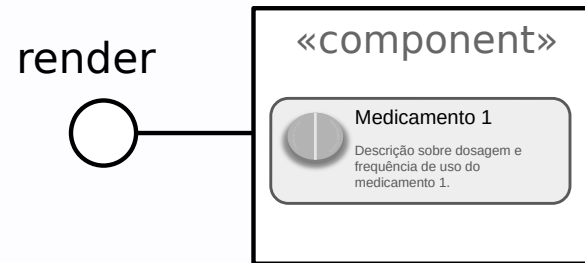 «component»
render
Medicamento 1
Descrição sobre dosagem e
frequência de uso do
medicamento 1.